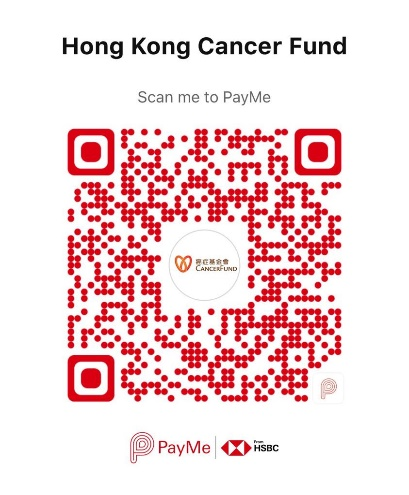 Hong Kong Cancer Fund
Scan me to PayMe
癌症基金會
CANCERFUND
PayMe
From
HSBC